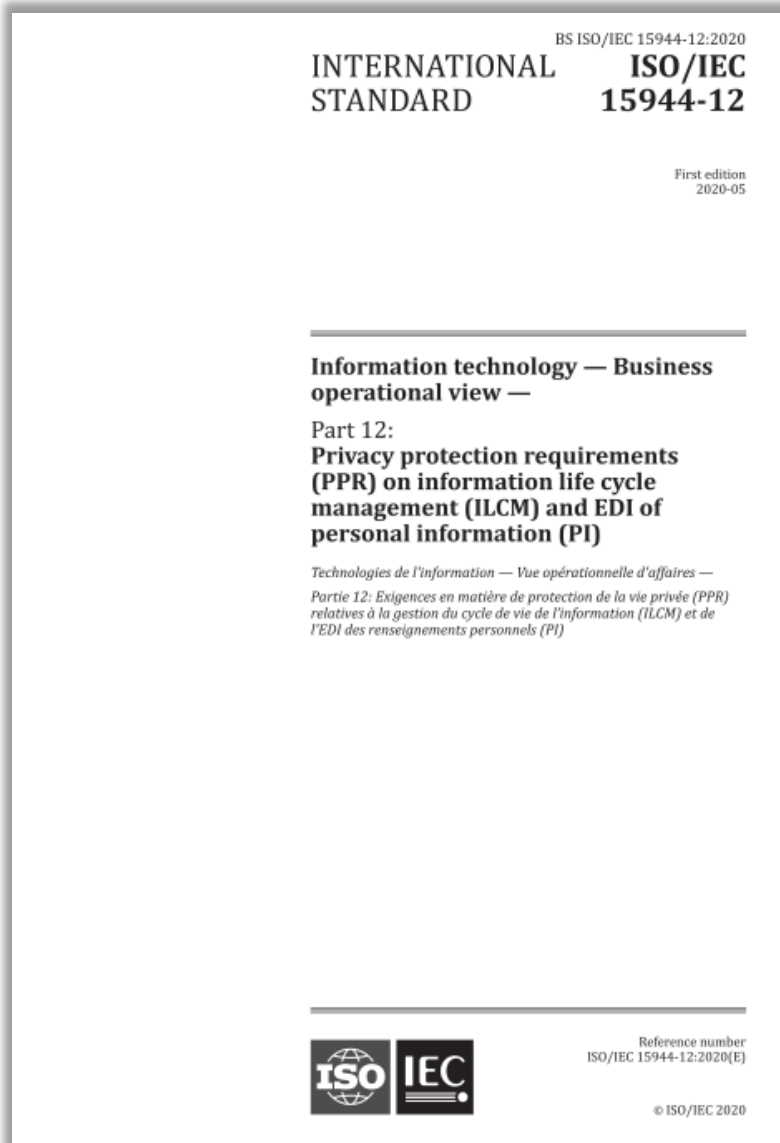 BS ISO/IEC 15944-12:2020
INTERNATIONAL STANDARD
ISO/IEC 15944-12
First edition
2020-05
Information technology — Business
operational view —
Part 12:
Privacy protection requirements
(PPR) on information life cycle
management (ILCM) and EDI of
personal information (PI)
Technologies de l'information — Vue opérationnelle d'affaires —
Partie 12: Exigences en matière de protection de la vie privée (PPR)
relatives à la gestion du cycle de vie de l'information (ILCM) et de
l'EDI des renseignements personnels (PI)
ISO
IEC
Reference number
ISO/IEC 15944-12:2020(E)
© ISO/IEC 2020